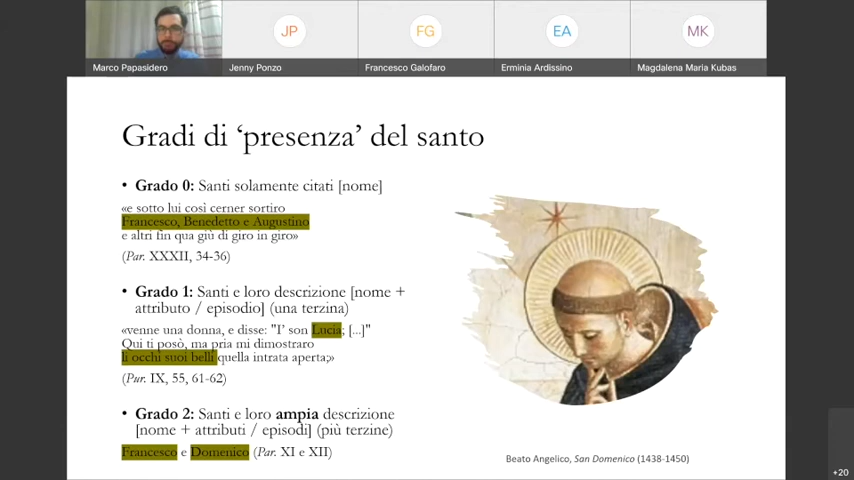 JP
FG
EA
MK
Marco Papasidero
Jenny Ponzo
Francesco Galofaro
Erminia Ardissino
Magdalena Maria Kubas
Gradi di ‘presenza’ del santo
• Grado 0: Santi solamente citati [nome]
«e sotto lui così cerner sortiro
Francesco, Benedetto e Augustino
e altri fin qua giù di giro in giro»
(Par. XXXII, 34-36)
• Grado 1: Santi e loro descrizione [nome +
attributo / episodio] (una terzina)
«venne una donna, e disse: "I' son Lucia; [...]"
Qui ti posò, ma pria mi dimostraro
li occhi suoi belli quella intrata aperta;»
(Pur. IX, 55, 61-62)
• Grado 2: Santi e loro ampia descrizione
[nome + attributi / episodi] (più terzine)
Francesco e Domenico (Par. XI e XII)
Beato Angelico, San Domenico (1438-1450)
+20